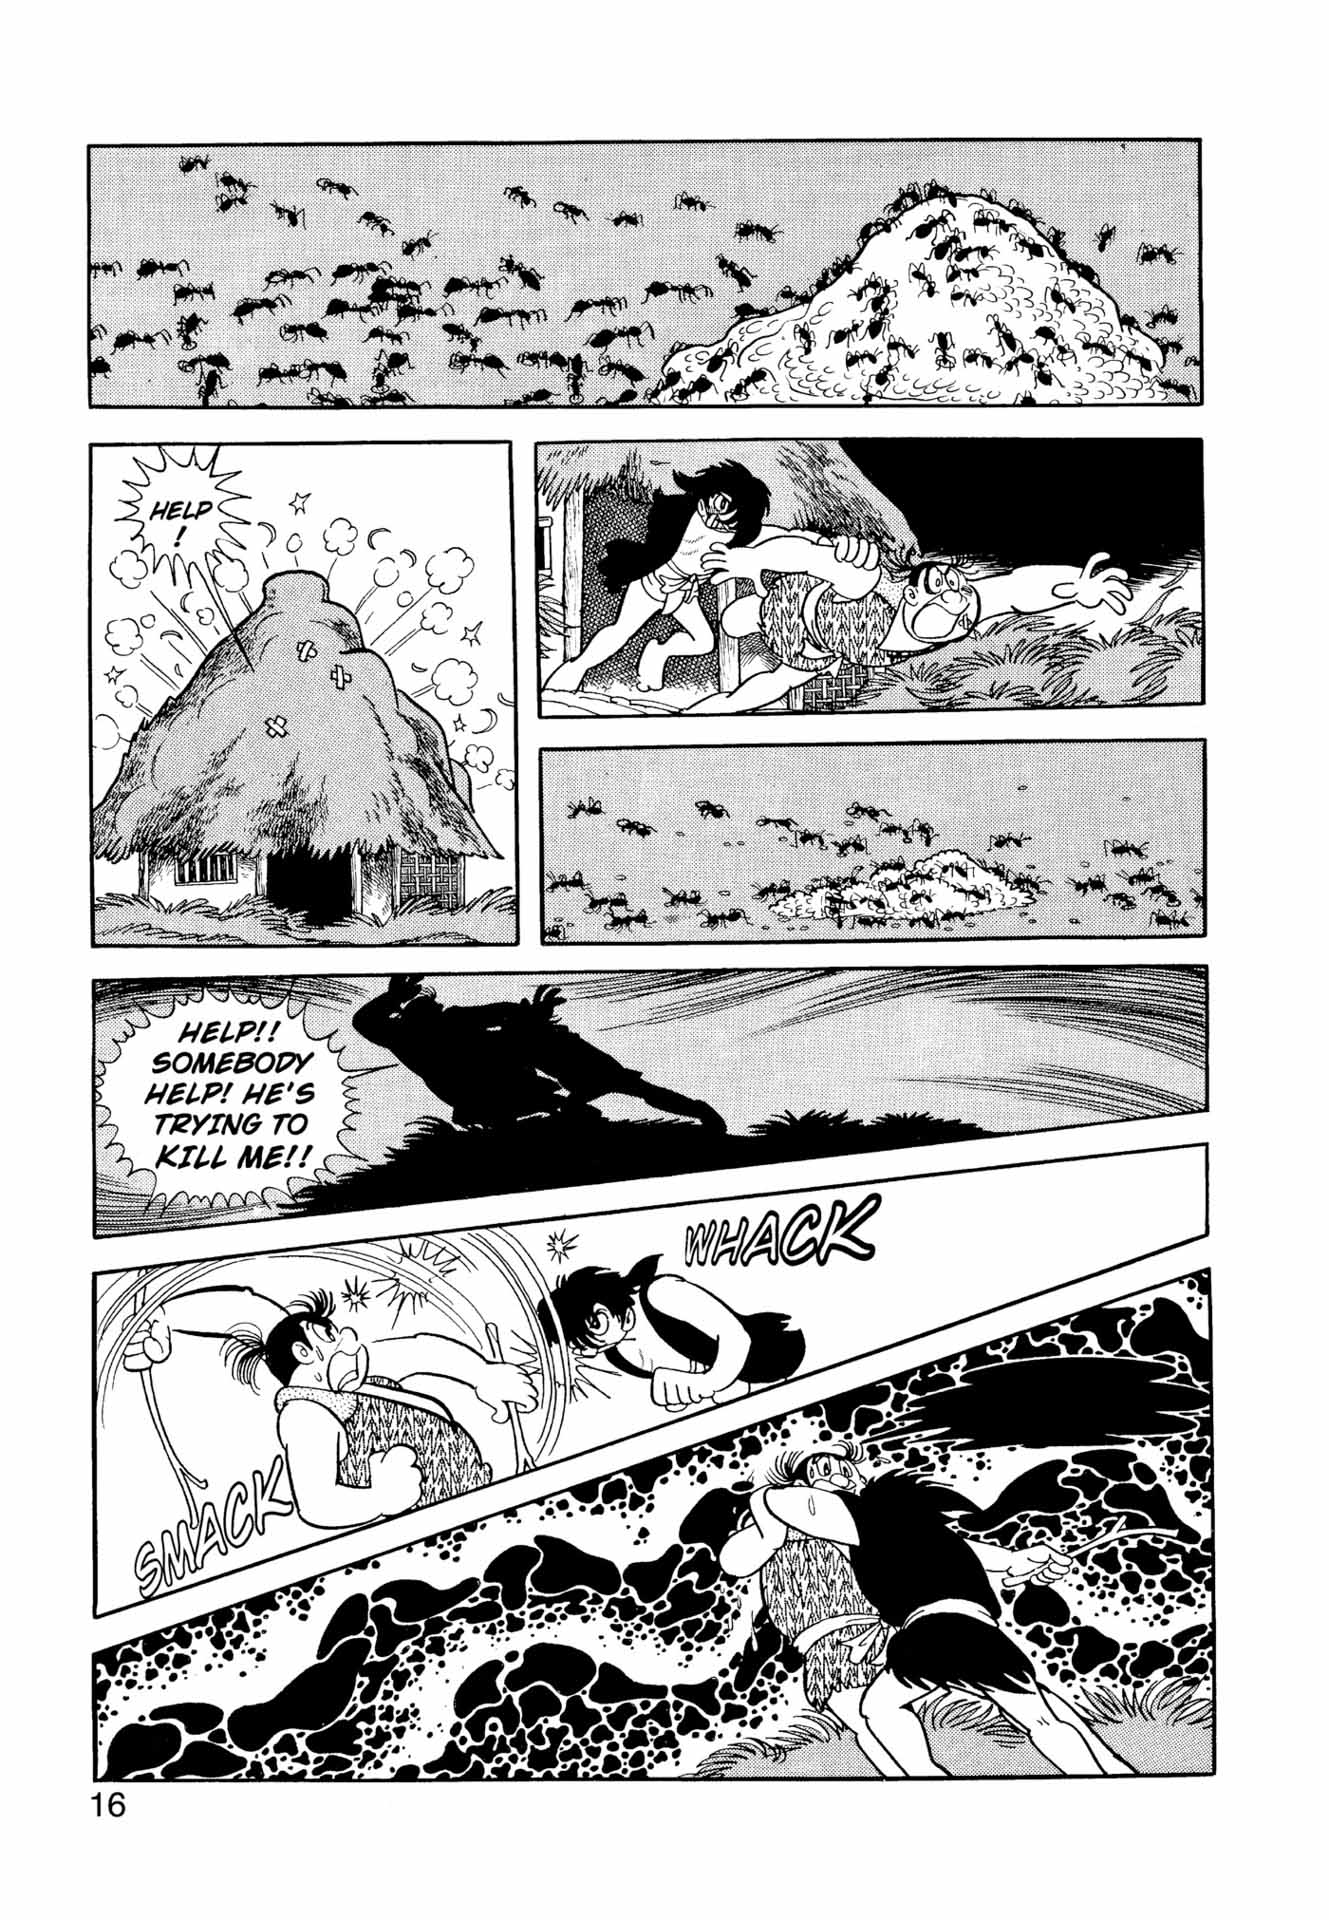 HELP
!
HELP!!
SOMEBODY
HELP! HE'S
TRYING TO
KILL ME!!
WHACK
SMACK
16